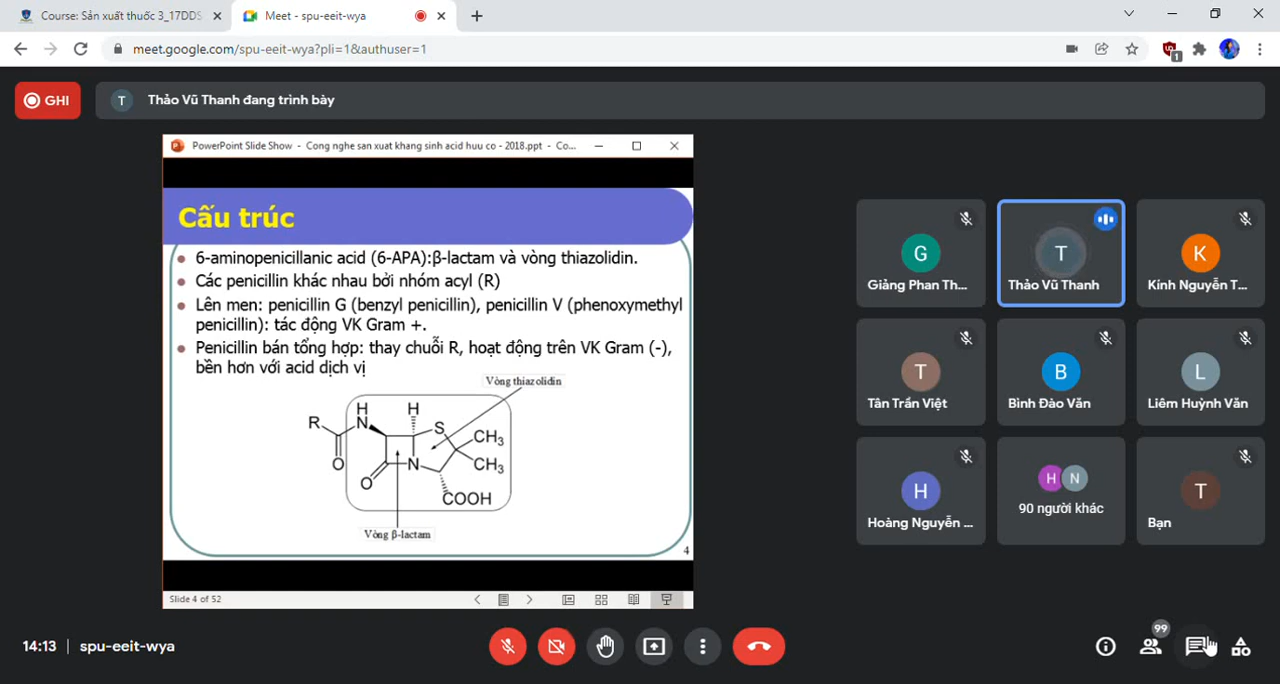 Course: Sản xuất thuốc 3_17DDS
Meet - spu-eeit-wya
meet.google.com/spu-eeit-wya?pli=1&authuser=1
1
GHI
T
Thảo Vũ Thanh đang trình bày
PowerPoint Slide Show - Cong nghe san xuat khang sinh acid huu co - 2018.ppt - Co...
Cấu trúc
6-aminopenicillanic acid (6-APA):β-lactam và vòng thiazolidin.
Các penicillin khác nhau bởi nhóm acyl (R)
Lên men: penicillin G (benzyl penicillin), penicillin V (phenoxymethyl
penicillin): tác động VK Gram +.
Penicillin bán tổng hợp: thay chuỗi R, hoạt động trên VK Gram (-),
bền hơn với acid dịch vị
Vòng thiazolidin
H
H
R
N
S
CH3
O
N
CH3
O
COOH
Vòng β-lactam
4
Slide 4 of 52
G
Giảng Phan Th...
T
Thảo Vũ Thanh
K
Kính Nguyễn T...
T
Tân Trần Việt
B
Bình Đào Văn
L
Liêm Huỳnh Văn
H
Hoàng Nguyễn ...
H
N
90 người khác
T
Bạn
14:13 | spu-eeit-wya
99